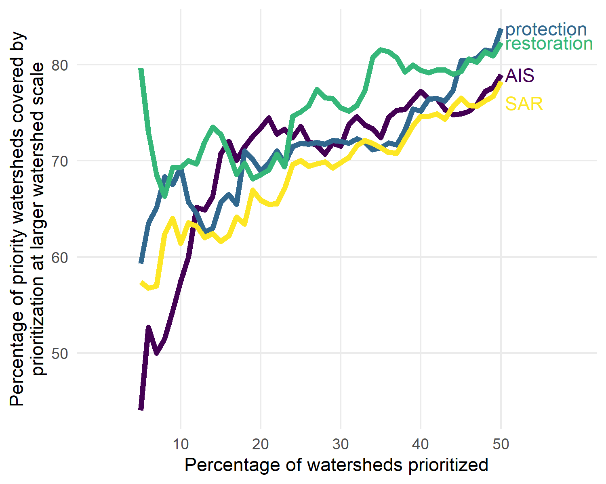 Percentage of priority watersheds covered by
prioritization at larger watershed scale
80
70
60
50
protection
restoration
AIS
SAR
10
20
30
40
50
Percentage of watersheds prioritized